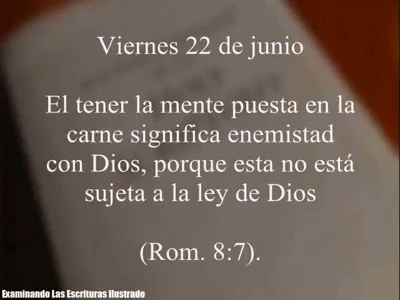 Viernes 22 de junio
El tener la mente puesta en la
carne significa enemistad
con Dios, porque esta no está
sujeta a la ley de Dios
(Rom. 8:7).
Examinando Las Escrituras Ilustrado